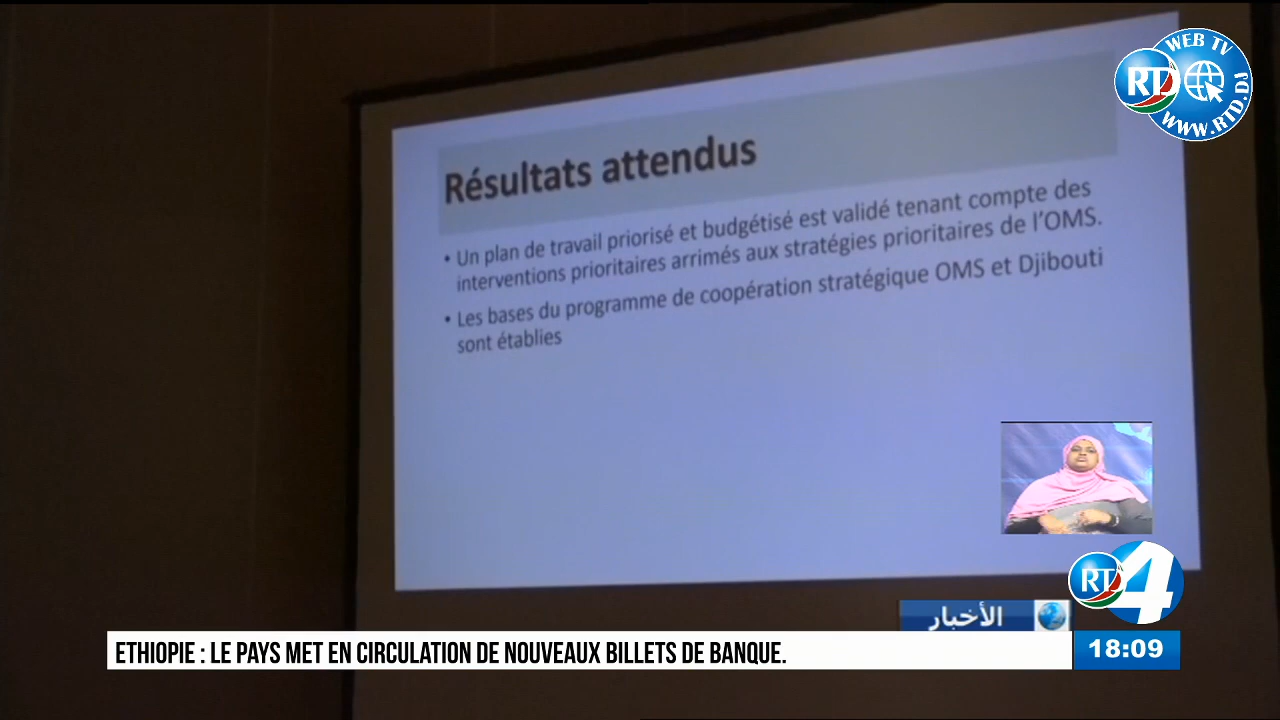 WEB TV
RTD
WWW.RTD.DJ
Résultats attendus
• Un plan de travail priorisé et budgétisé est validé tenant compte des
interventions prioritaires arrimés aux stratégies prioritaires de l'OMS.
• Les bases du programme de coopération stratégique OMS et Djibouti
sont établies
RT 4
الأخبار
ETHIOPIE : LE PAYS MET EN CIRCULATION DE NOUVEAUX BILLETS DE BANQUE.
18:09